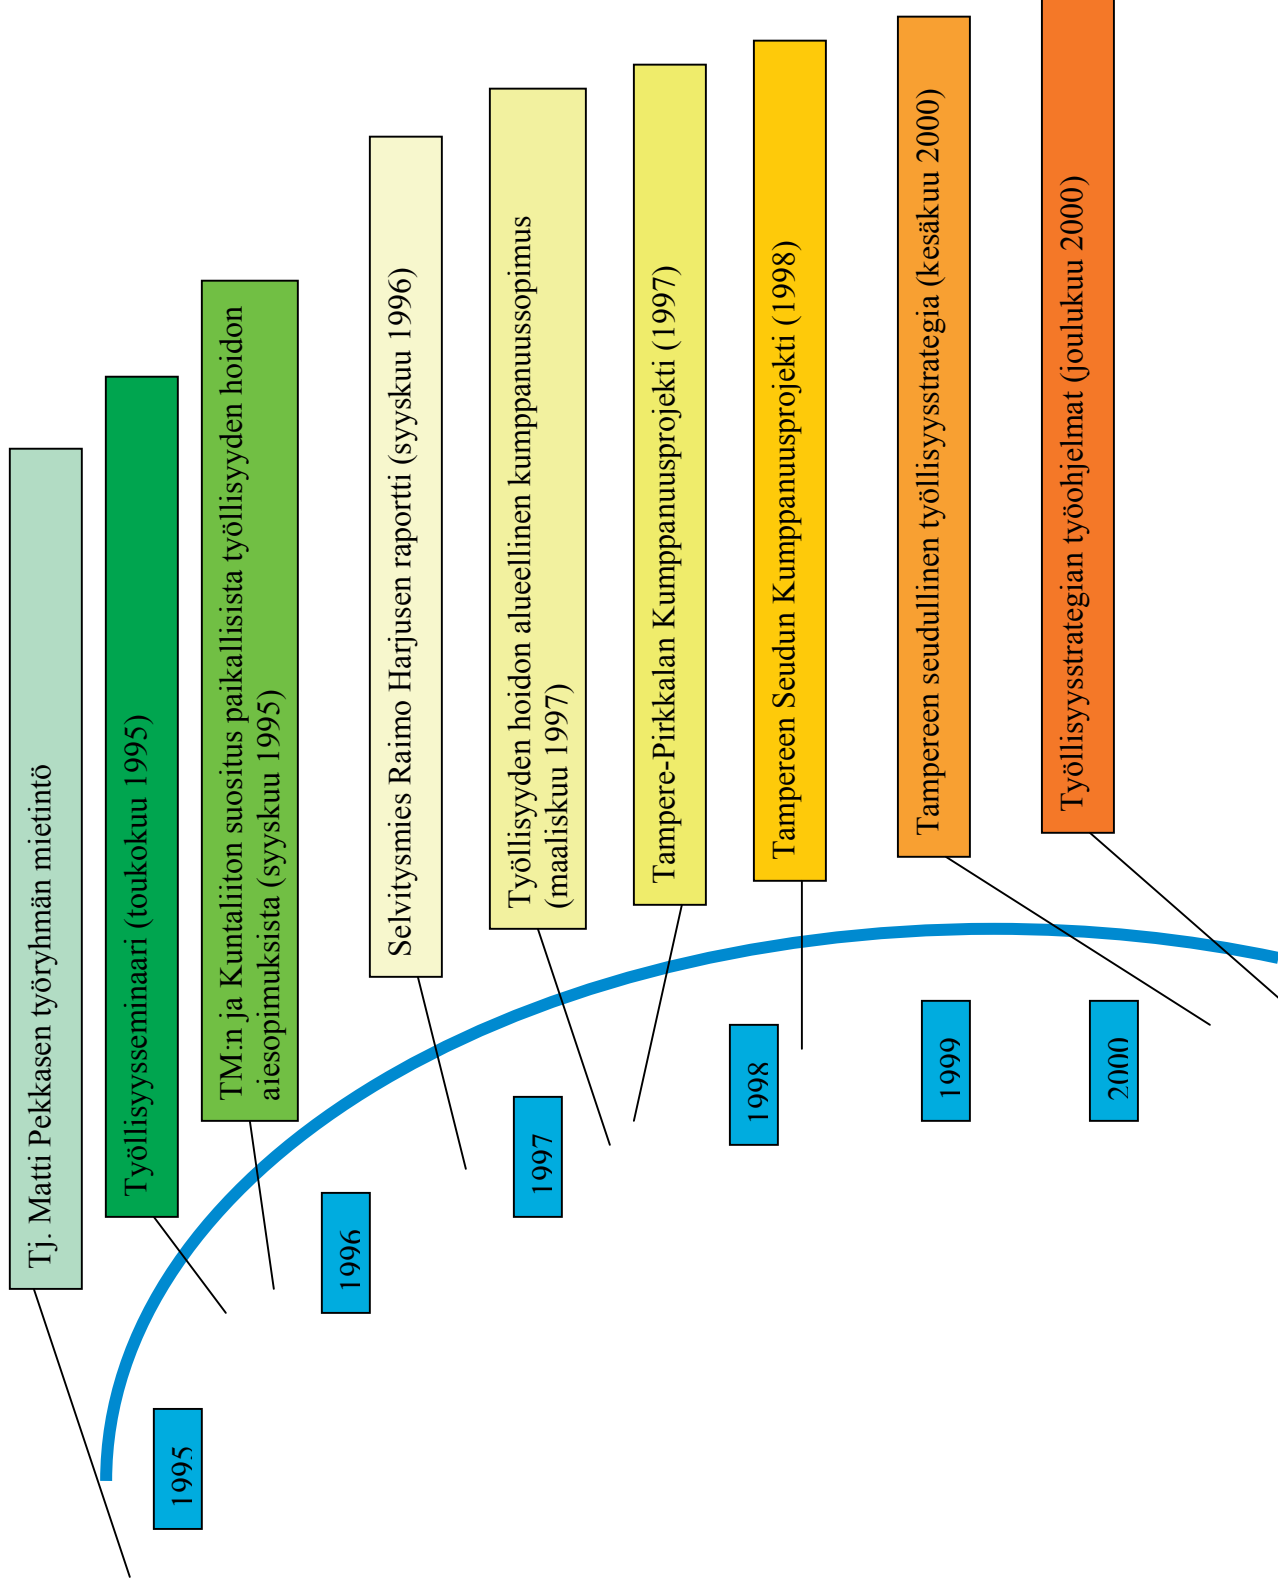 Tj. Matti Pekkasen työryhmän mietintö
Työllisyysseminaari (toukokuu 1995)
TM:n ja Kuntaliiton suositus paikallista työllisyyden hoidon
aiesopimuksista (syyskuu 1995)
Selvitysmies Raimo Harjusen raportti (syyskuu 1996)
Työllisyyden hoidon alueellinen kumppanuussopimus
(maaliskuu 1997)
Tampere-Pirkkalan Kumppanuusprojekti (1997)
Tampereen Seudun Kumppanuusprojekti (1998)
Tampereen seudullinen työllisyysstrategia (kesäkuu 2000)
Työllisyysstrategian työohjelmat (joulukuu 2000)
1995
1996
1997
1998
1999
2000